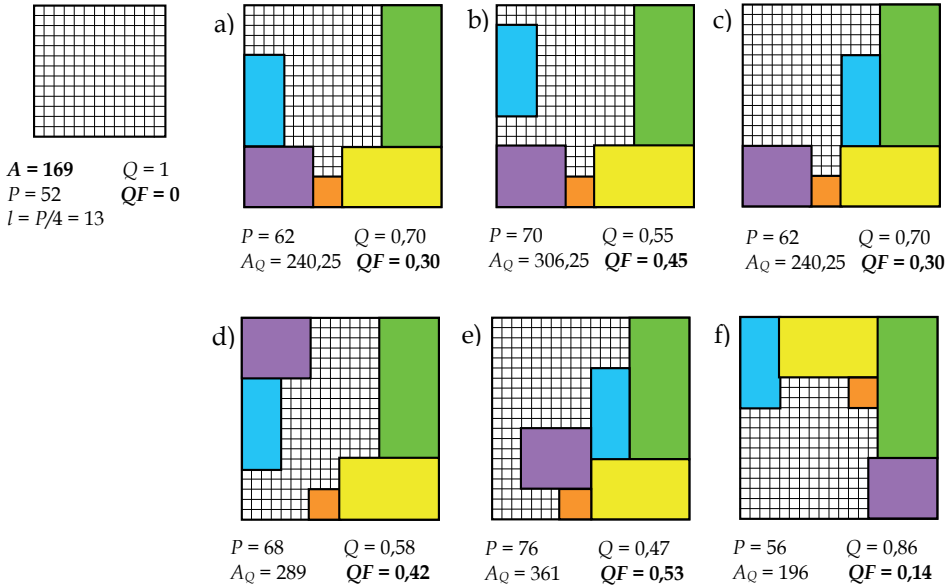 a)
b)
c)
A = 169 Q = 1
P = 52 QF = 0
l = P/4 = 13
P = 62 Q = 0,70
A_Q = 240,25 QF = 0,30
P = 70 Q = 0,55
A_Q = 306,25 QF = 0,45
P = 62 Q = 0,70
A_Q = 240,25 QF = 0,30
d)
e)
f)
P = 68 Q = 0,58
A_Q = 289 QF = 0,42
P = 76 Q = 0,47
A_Q = 361 QF = 0,53
P = 56 Q = 0,86
A_Q = 196 QF = 0,14